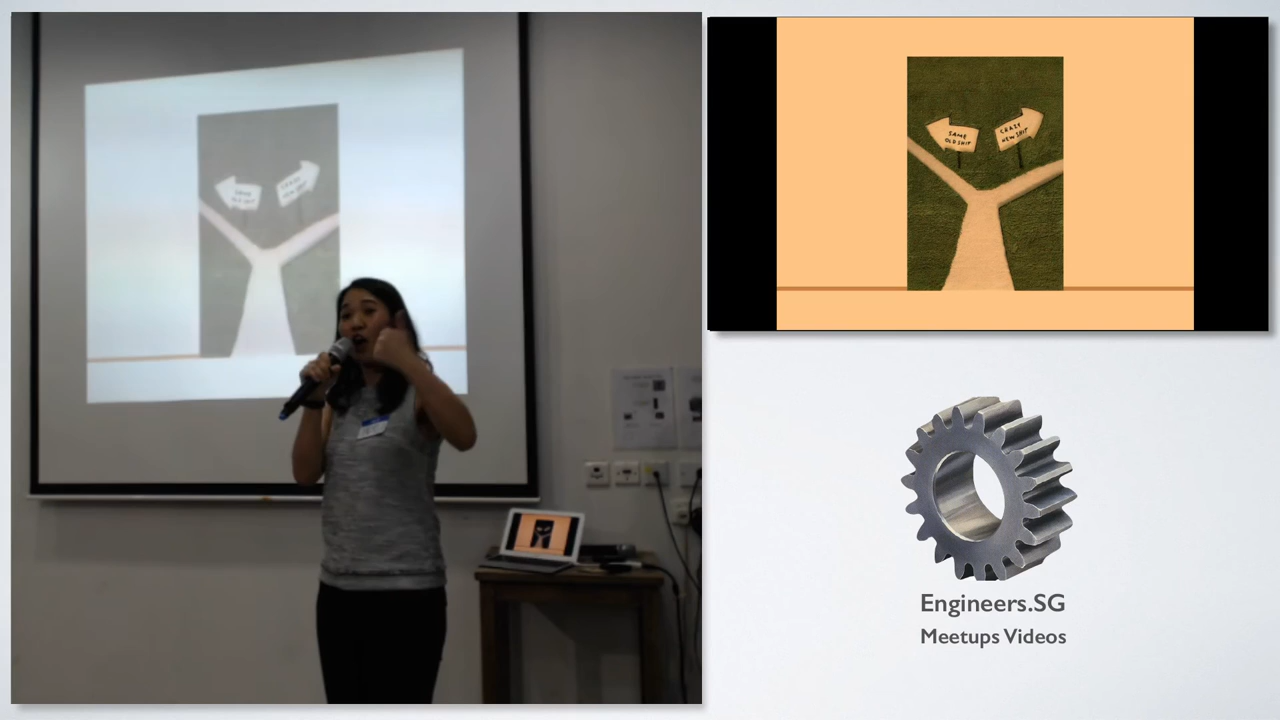 SAME
OLD SHIT
CRAZY
NEW SHIT
Engineers.SG
Meetups Videos